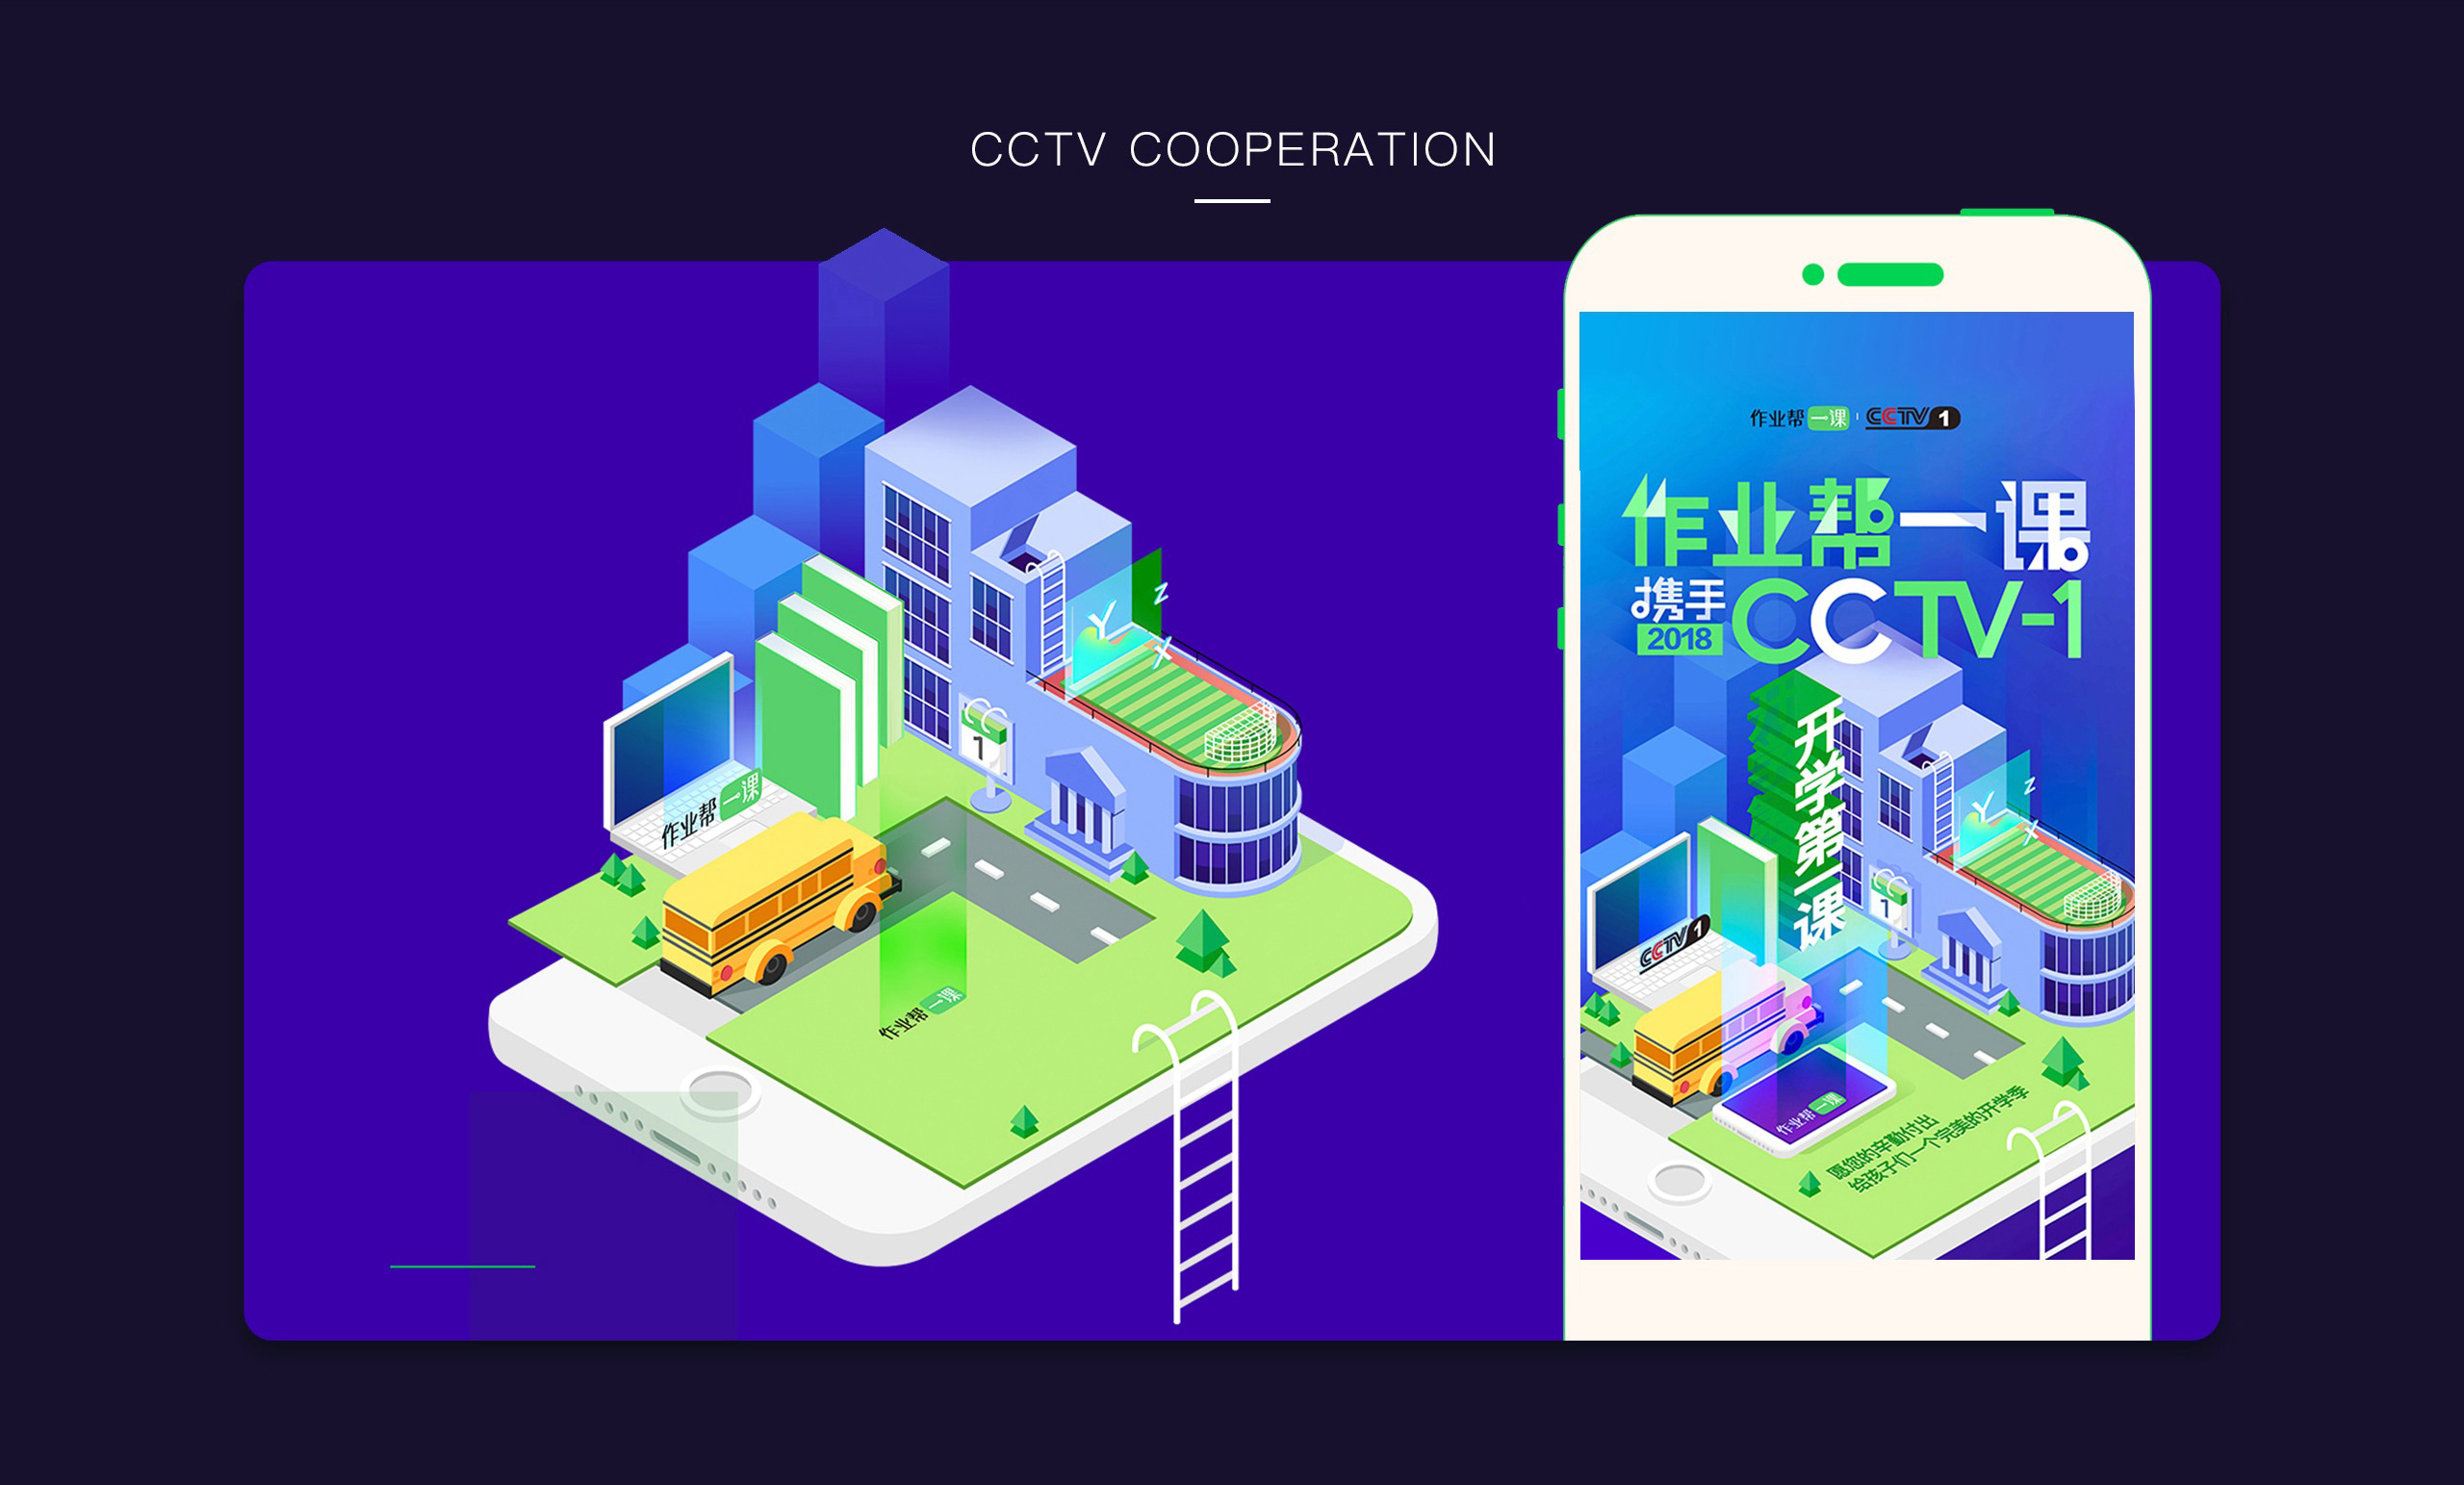 CCTV COOPERATION
Z
Y
X
1
作业帮一课
作业帮一课
作业帮一课 | CCTV 1
作业帮一课
携手 CCTV-1
2018
开学第一课
Z
Y
X
1
CCTV 1
作业帮一课
愿您的辛勤付出
给孩子们一个完美的开学季